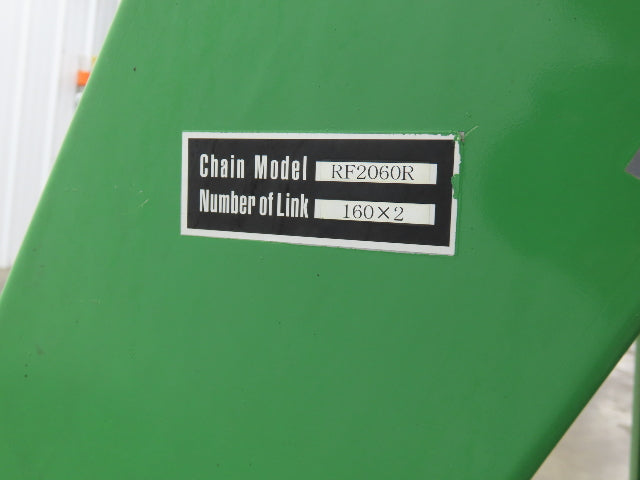 Chain Model RF2060R
Number of Link 160×2